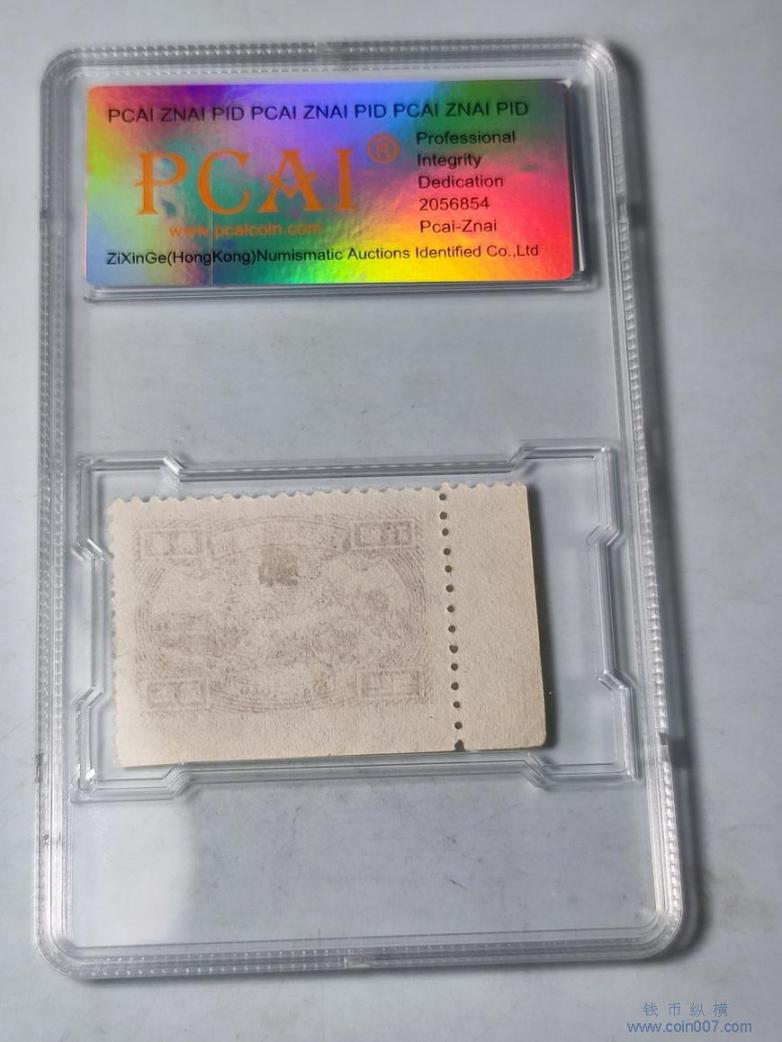 PCAI ZNAI PID PCAI ZNAI PID PCAI ZNAI PID
PCAI®
Professional
Integrity
Dedication
2056854
Pcai-Znai
www.pcaicoin.com
ZiXinGe(HongKong)Numismatic Auctions Identified Co.,Ltd
钱币纵横
www.coin007.com